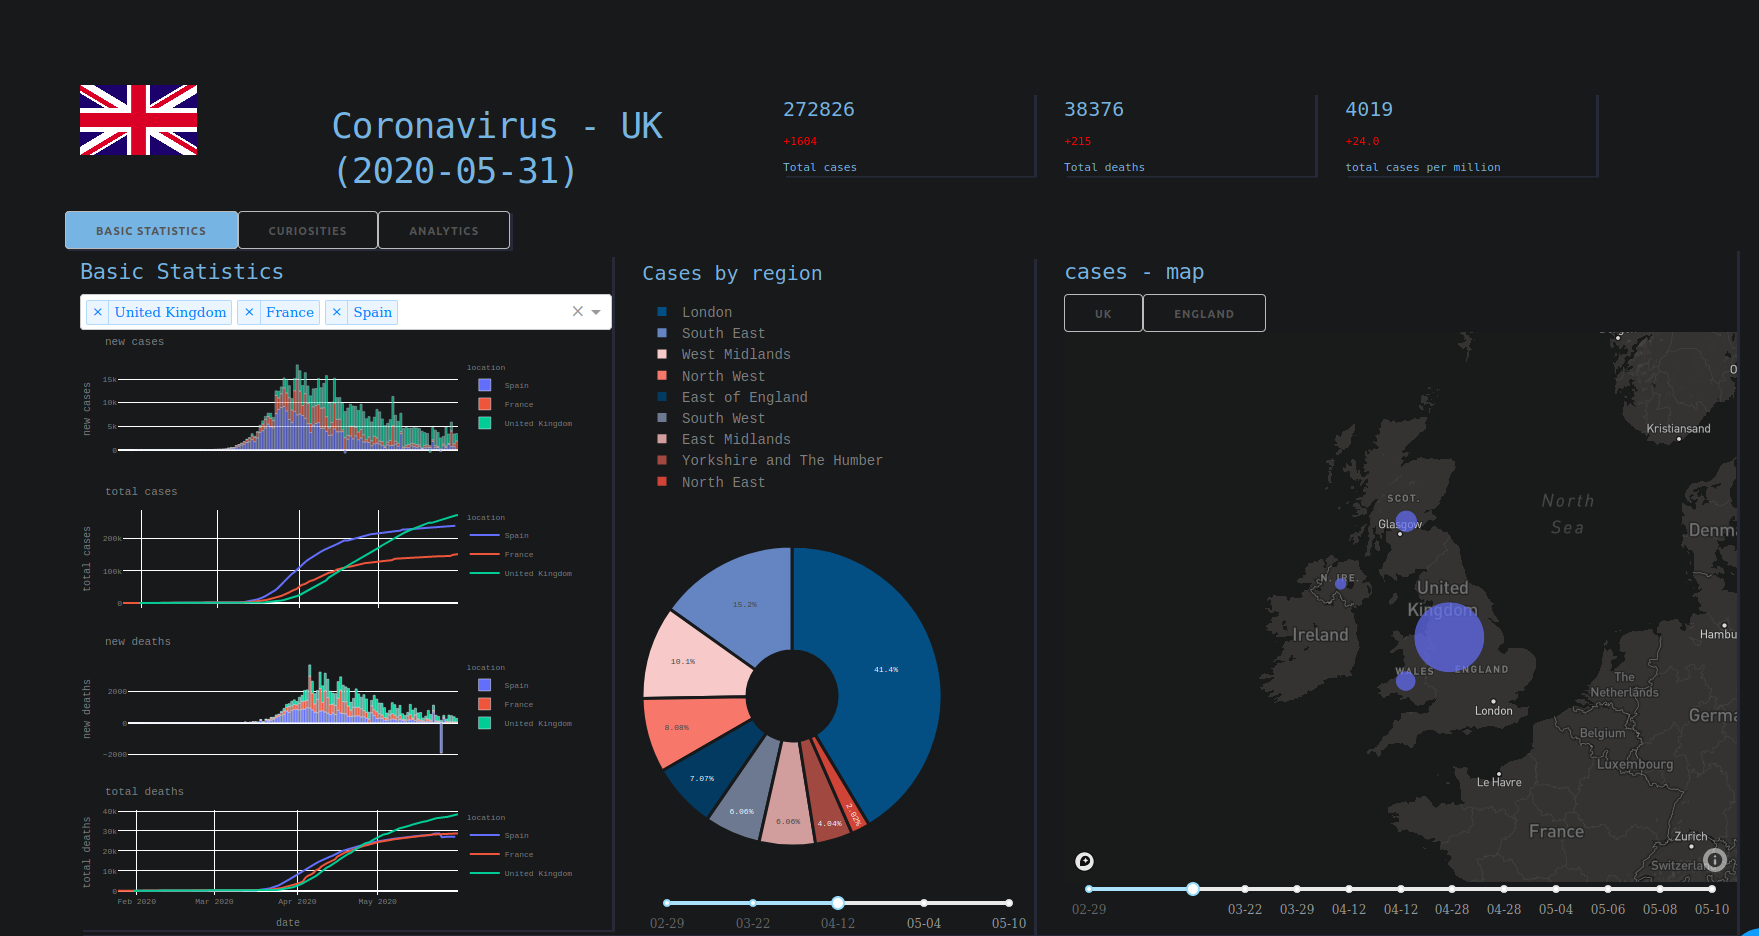 Coronavirus - UK
(2020-05-31)
272826
+1604
Total cases
38376
+215
Total deaths
4019
+24.0
total cases per million
BASIC STATISTICS
CURIOSITIES
ANALYTICS
Basic Statistics
× United Kingdom
× France
× Spain
×
new cases
new cases
15k
10k
5k
0
location
Spain
France
United Kingdom
total cases
total cases
200k
100k
0
location
Spain
France
United Kingdom
new deaths
new deaths
2000
0
−2000
location
Spain
France
United Kingdom
total deaths
total deaths
40k
30k
20k
10k
0
Feb 2020
Mar 2020
Apr 2020
May 2020
date
location
Spain
France
United Kingdom
Cases by region
London
South East
West Midlands
North West
East of England
South West
East Midlands
Yorkshire and The Humber
North East
15.2%
41.4%
10.1%
8.08%
7.07%
6.06%
6.06%
4.04%
2.02%
02-29
03-22
04-12
05-04
05-10
cases - map
UK
ENGLAND
O
Kristiansand
North
Sea
SCOT.
Glasgow
Denm
N. IRE.
United
Kingdom
Ireland
Hambu
WALES
ENGLAND
The
Netherlands
London
Germa
Belgium
Luxembourg
Le Havre
France
Zurich
Switzerlan
02-29
03-22
03-29
04-12
04-12
04-28
04-28
05-04
05-06
05-08
05-10